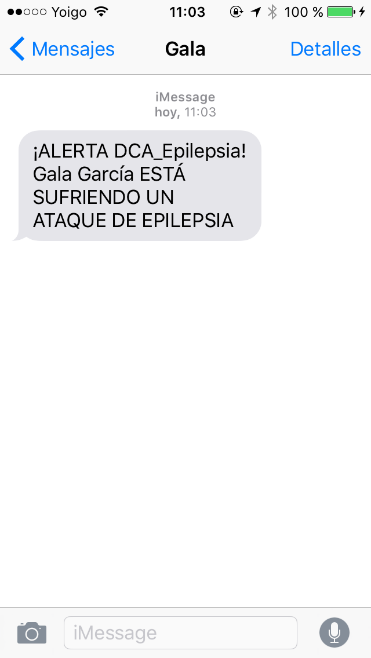 Yoigo 11:03 100 %
Mensajes Gala Detalles
iMessage
hoy, 11:03
¡ALERTA DCA_Epilepsia!
Gala García ESTÁ
SUFRIENDO UN
ATAQUE DE EPILEPSIA
iMessage